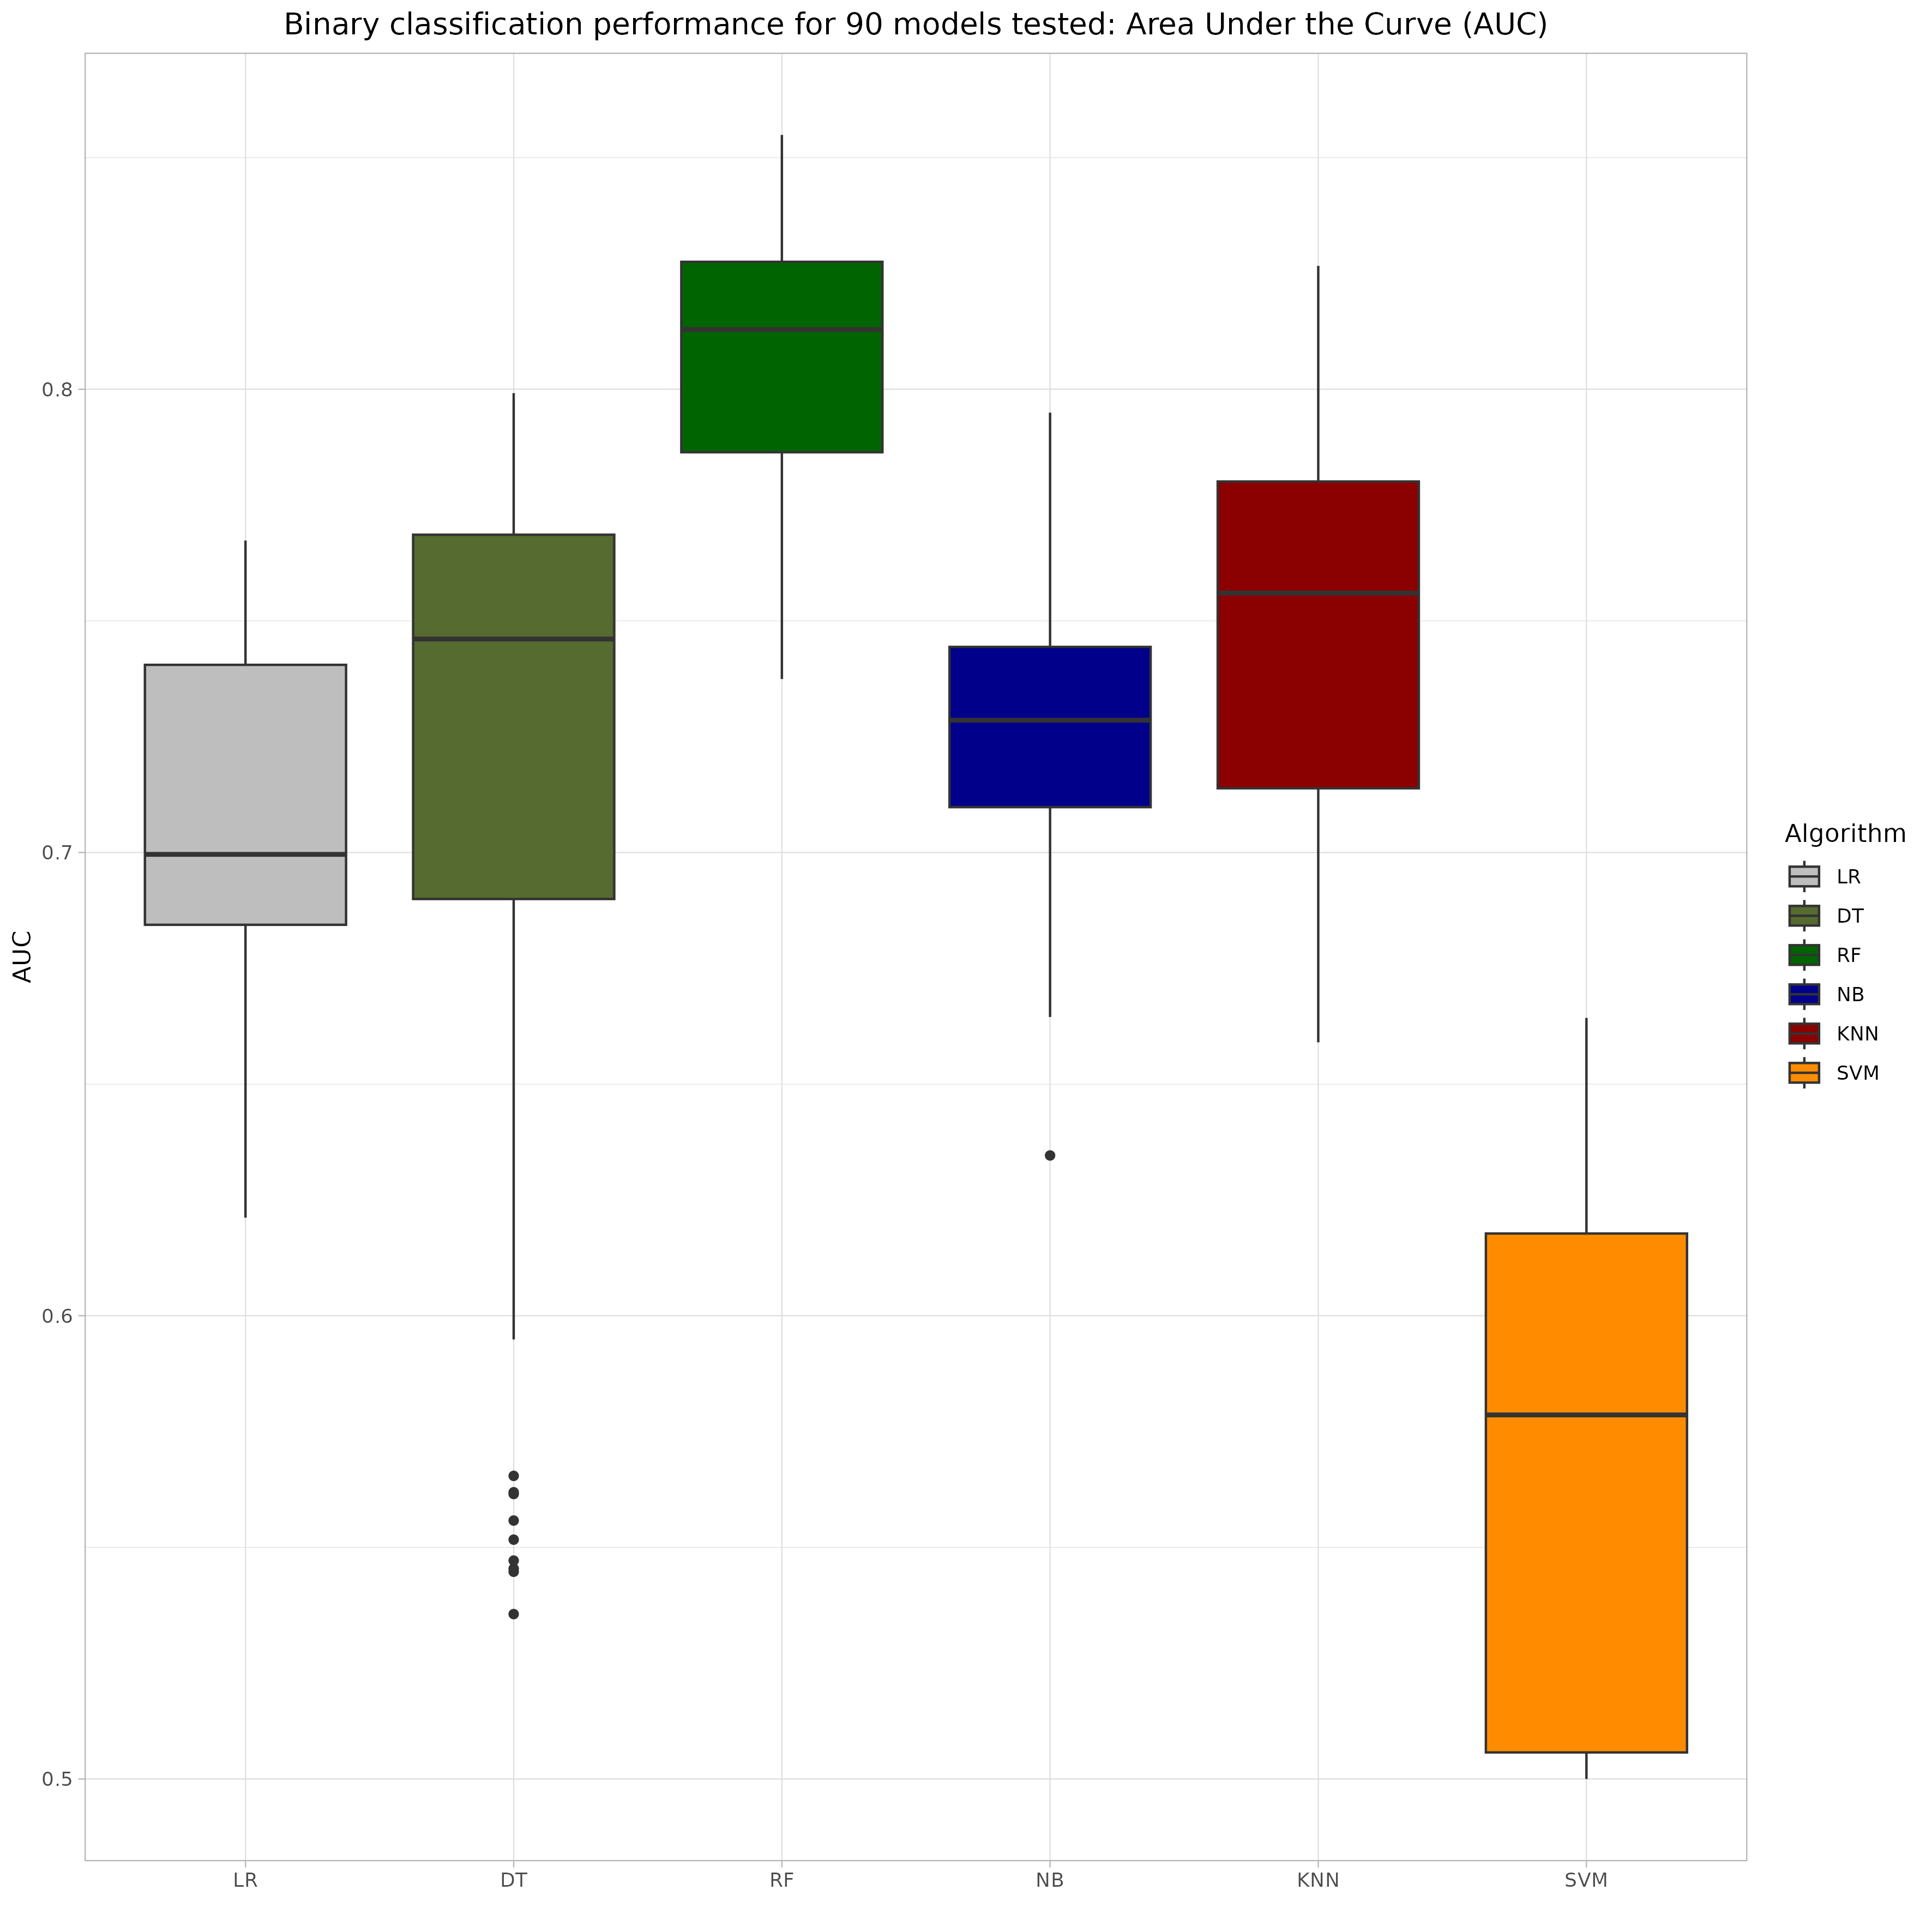 Binary classification performance for 90 models tested: Area Under the Curve (AUC)
0.8
0.7
0.6
0.5
AUC
LR
DT
RF
NB
KNN
SVM
Algorithm
LR
DT
RF
NB
KNN
SVM